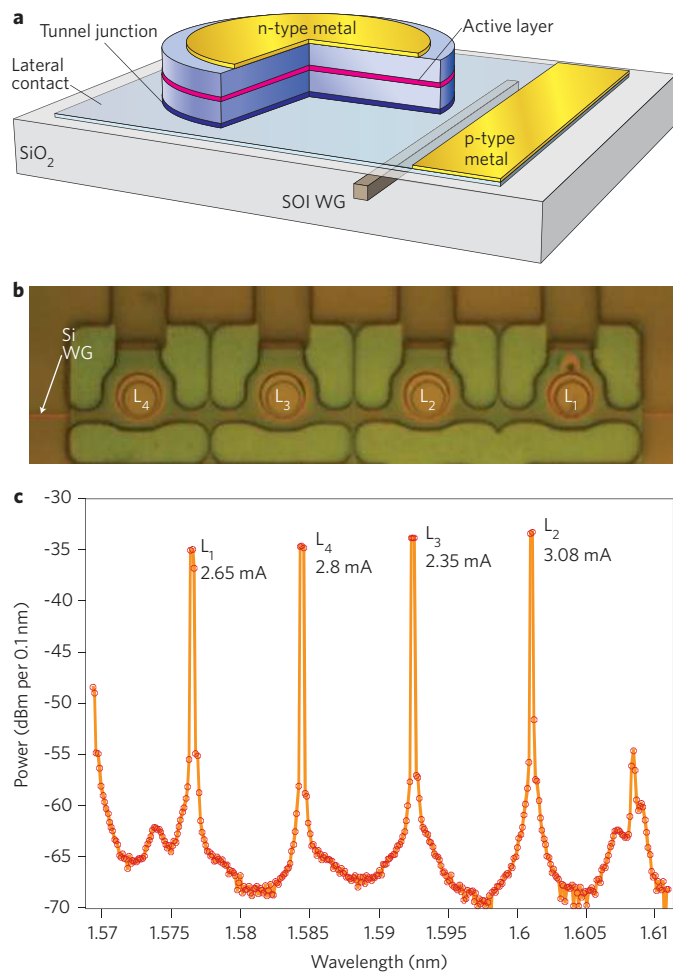 a
n-type metal
Tunnel junction
Active layer
Lateral
contact
p-type
metal
SiO2
SOI WG
b
Si
WG
L4
L3
L2
L1
c
-30
-35
-40
-45
-50
-55
-60
-65
-70
Power (dBm per 0.1 nm)
L1
2.65 mA
L4
2.8 mA
L3
2.35 mA
L2
3.08 mA
1.57
1.575
1.58
1.585
1.59
1.595
1.6
1.605
1.61
Wavelength (nm)